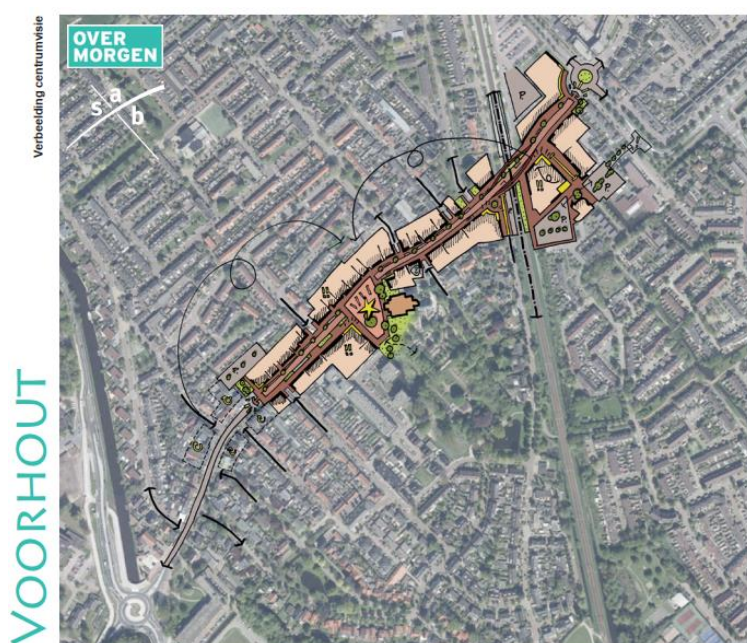 Verbeelding centrumvisie
OVER
MORGEN
s a b
VOORHOUT
P
P
P